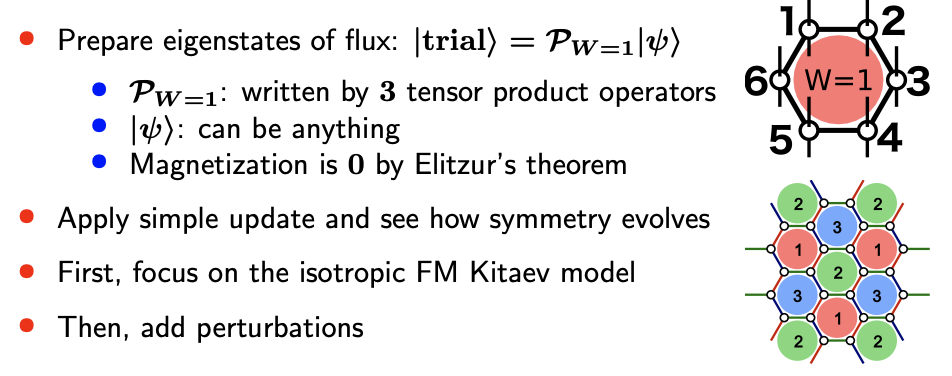 Prepare eigenstates of flux: |trial⟩ = 𝒫_{W=1}|ψ⟩
𝒫_{W=1}: written by 3 tensor product operators
|ψ⟩: can be anything
Magnetization is 0 by Elitzur's theorem
Apply simple update and see how symmetry evolves
First, focus on the isotropic FM Kitaev model
Then, add perturbations
1 2
6 W=1 3
5 4
2 2
3
1 1
2
3 3
1
2 2